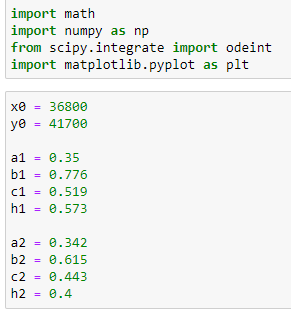 import math
import numpy as np
from scipy.integrate import odeint
import matplotlib.pyplot as plt
x0 = 36800
y0 = 41700
a1 = 0.35
b1 = 0.776
c1 = 0.519
h1 = 0.573
a2 = 0.342
b2 = 0.615
c2 = 0.443
h2 = 0.4